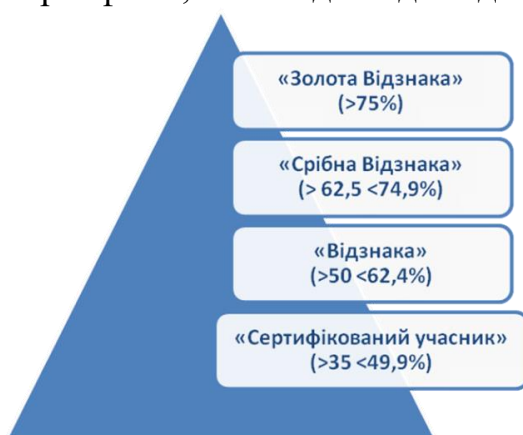 «Золота Відзнака»
(>75%)
«Срібна Відзнака»
(> 62,5 <74,9%)
«Відзнака»
(>50 <62,4%)
«Сертифікований учасник»
(>35 <49,9%)